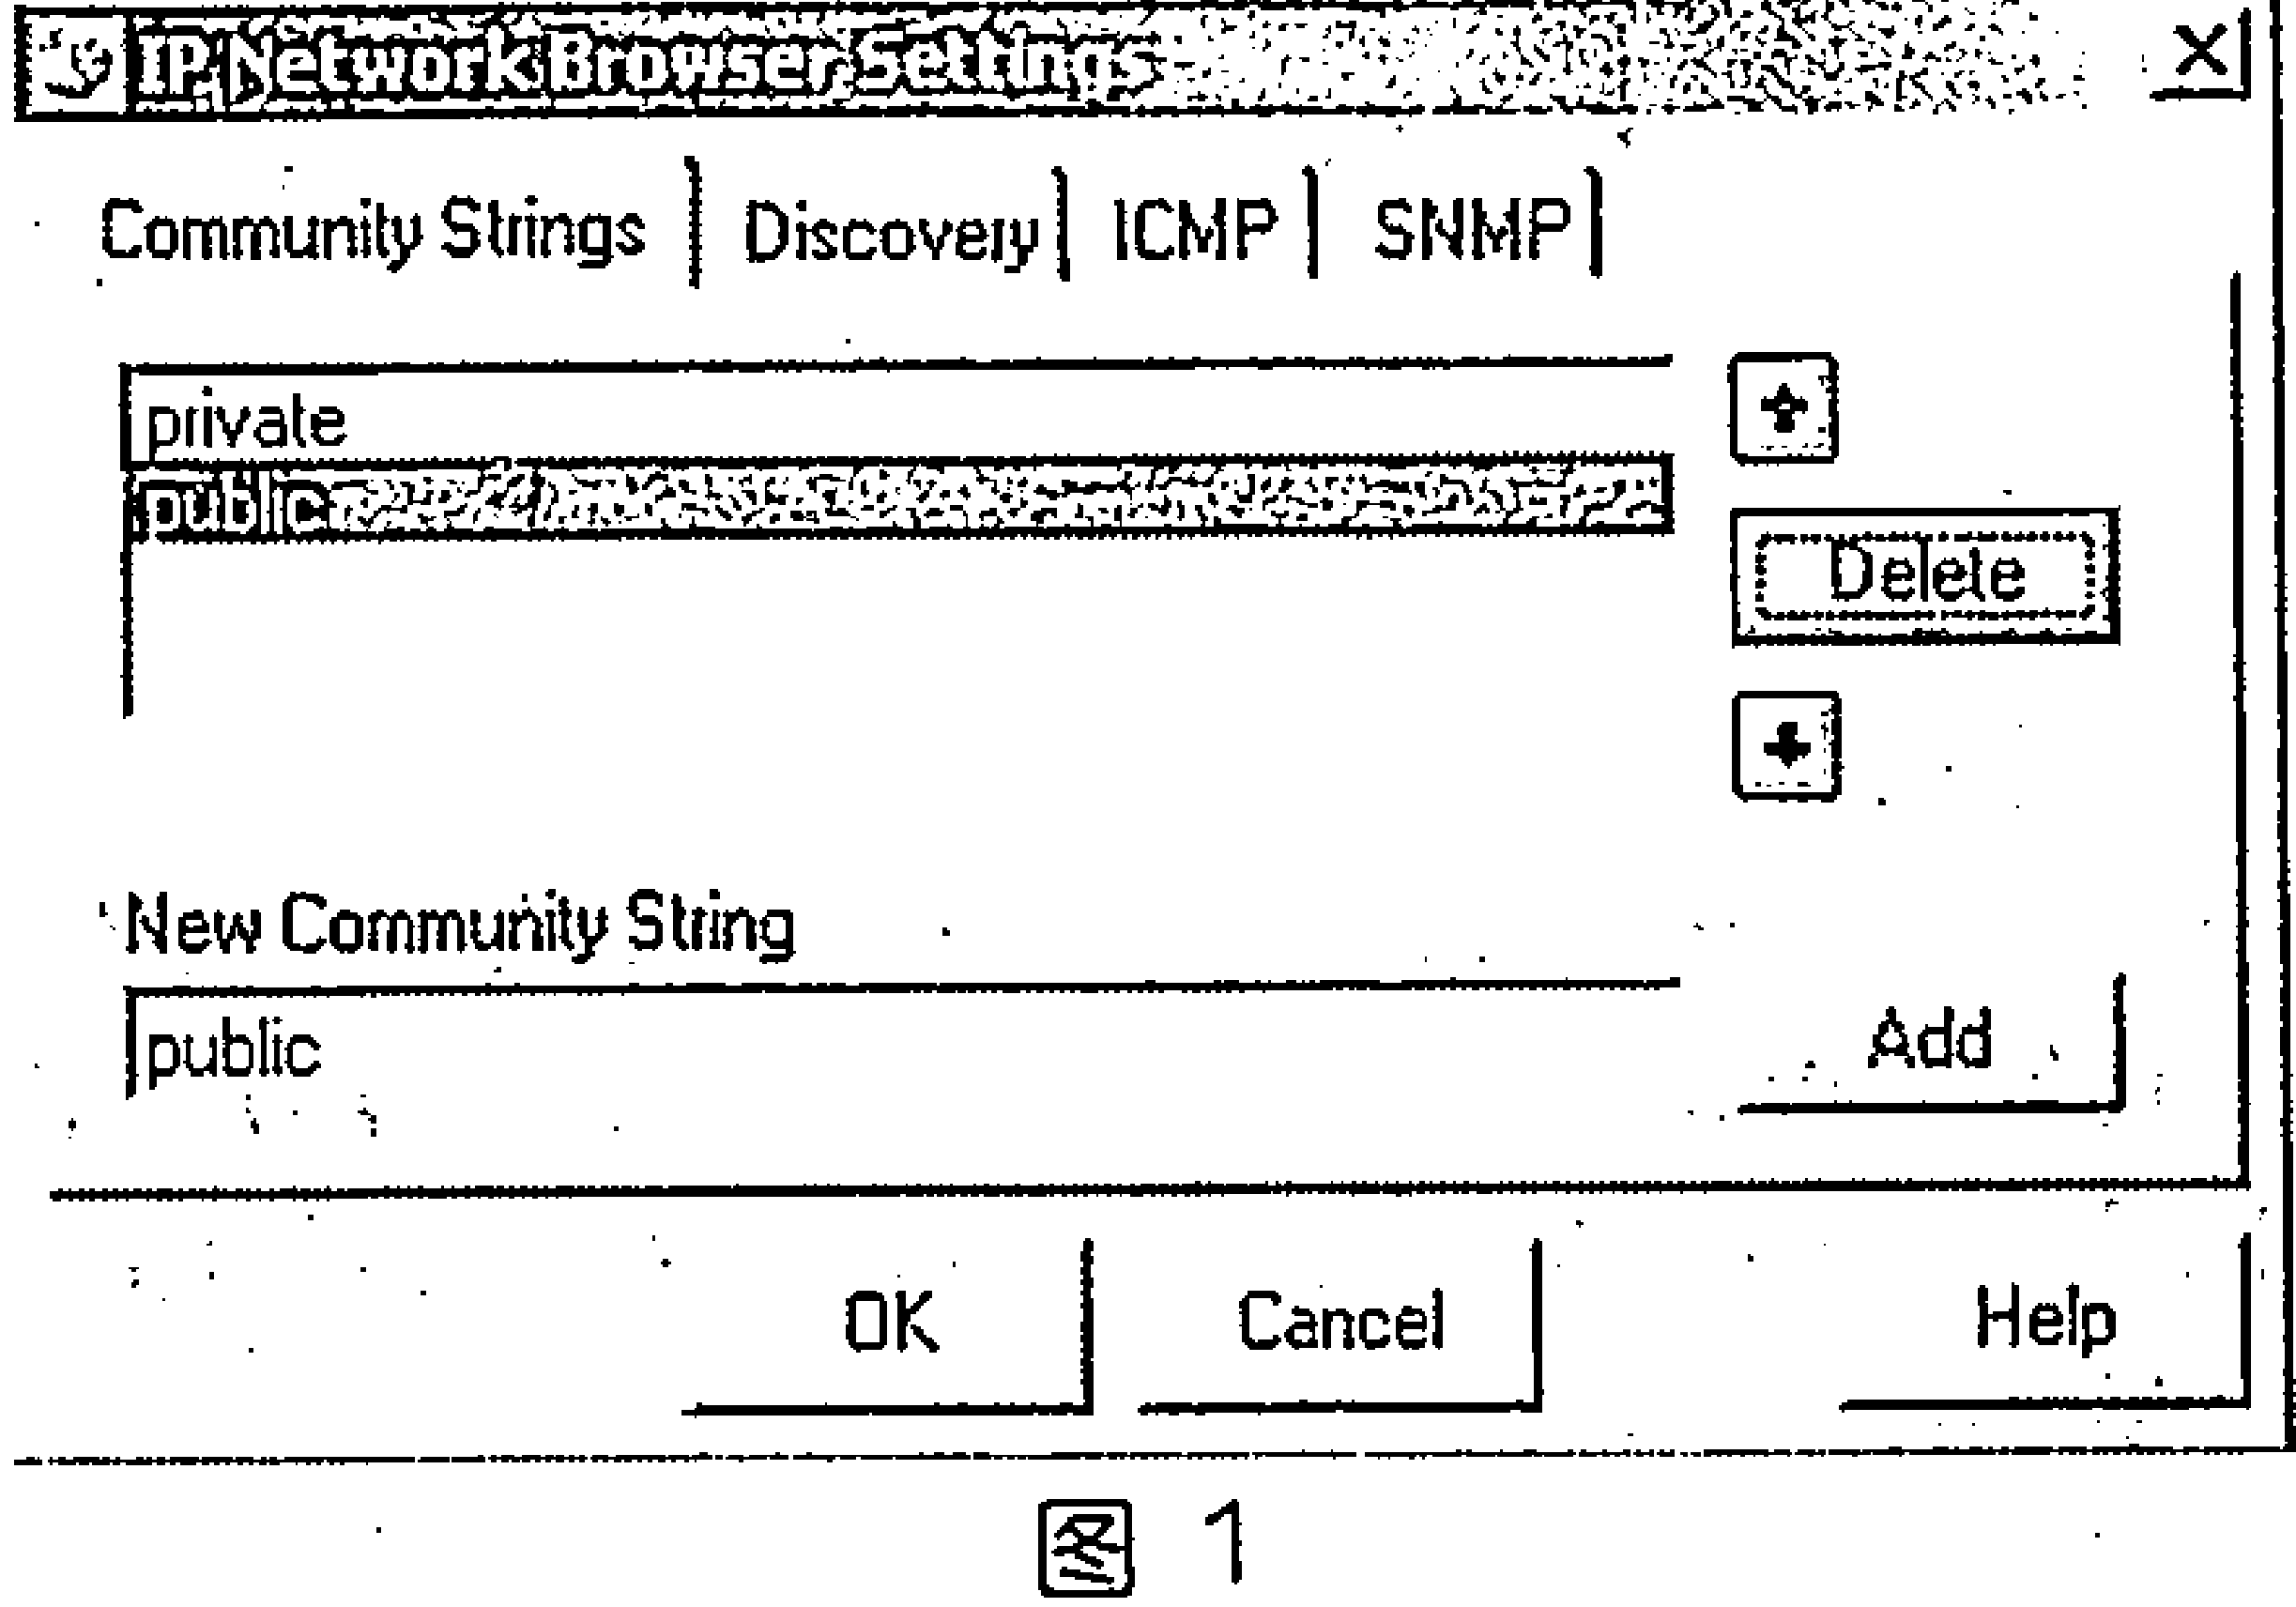 IP Network Browser Settings
Community Strings Discovery ICMP SNMP
private
public
Delete
New Community String
public
Add
OK Cancel Help
图 1